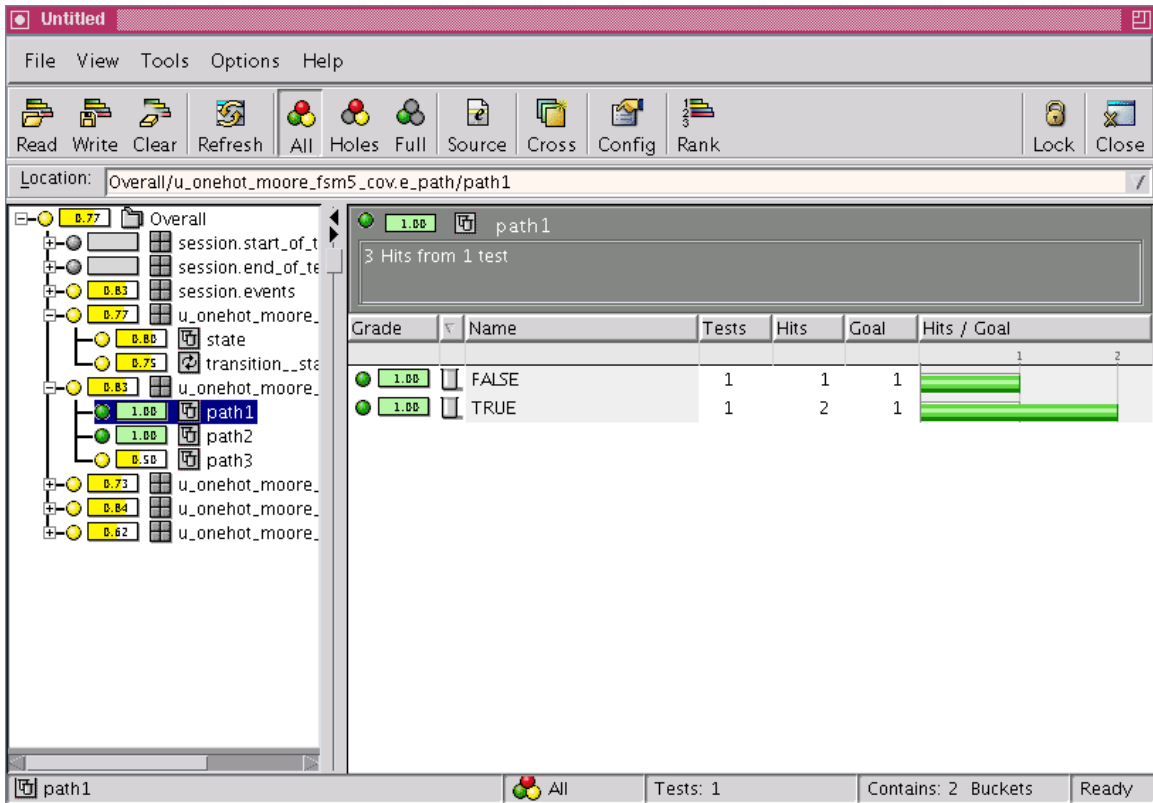 Untitled
File View Tools Options Help
Read Write Clear Refresh All Holes Full Source Cross Config Rank Lock Close
Location: Overall/u_onehot_moore_fsm5_cov.e_path/path1
0.77 Overall
session.start_of_t
session.end_of_te
0.83 session.events
0.77 u_onehot_moore_
0.80 state
0.75 transition__sta
0.83 u_onehot_moore_
1.00 path1
1.00 path2
0.50 path3
0.73 u_onehot_moore_
0.84 u_onehot_moore_
0.62 u_onehot_moore_
1.00 path1
3 Hits from 1 test
Grade Name Tests Hits Goal Hits / Goal
1 2
1.00 FALSE 1 1 1
1.00 TRUE 1 2 1
path1 All Tests: 1 Contains: 2 Buckets Ready